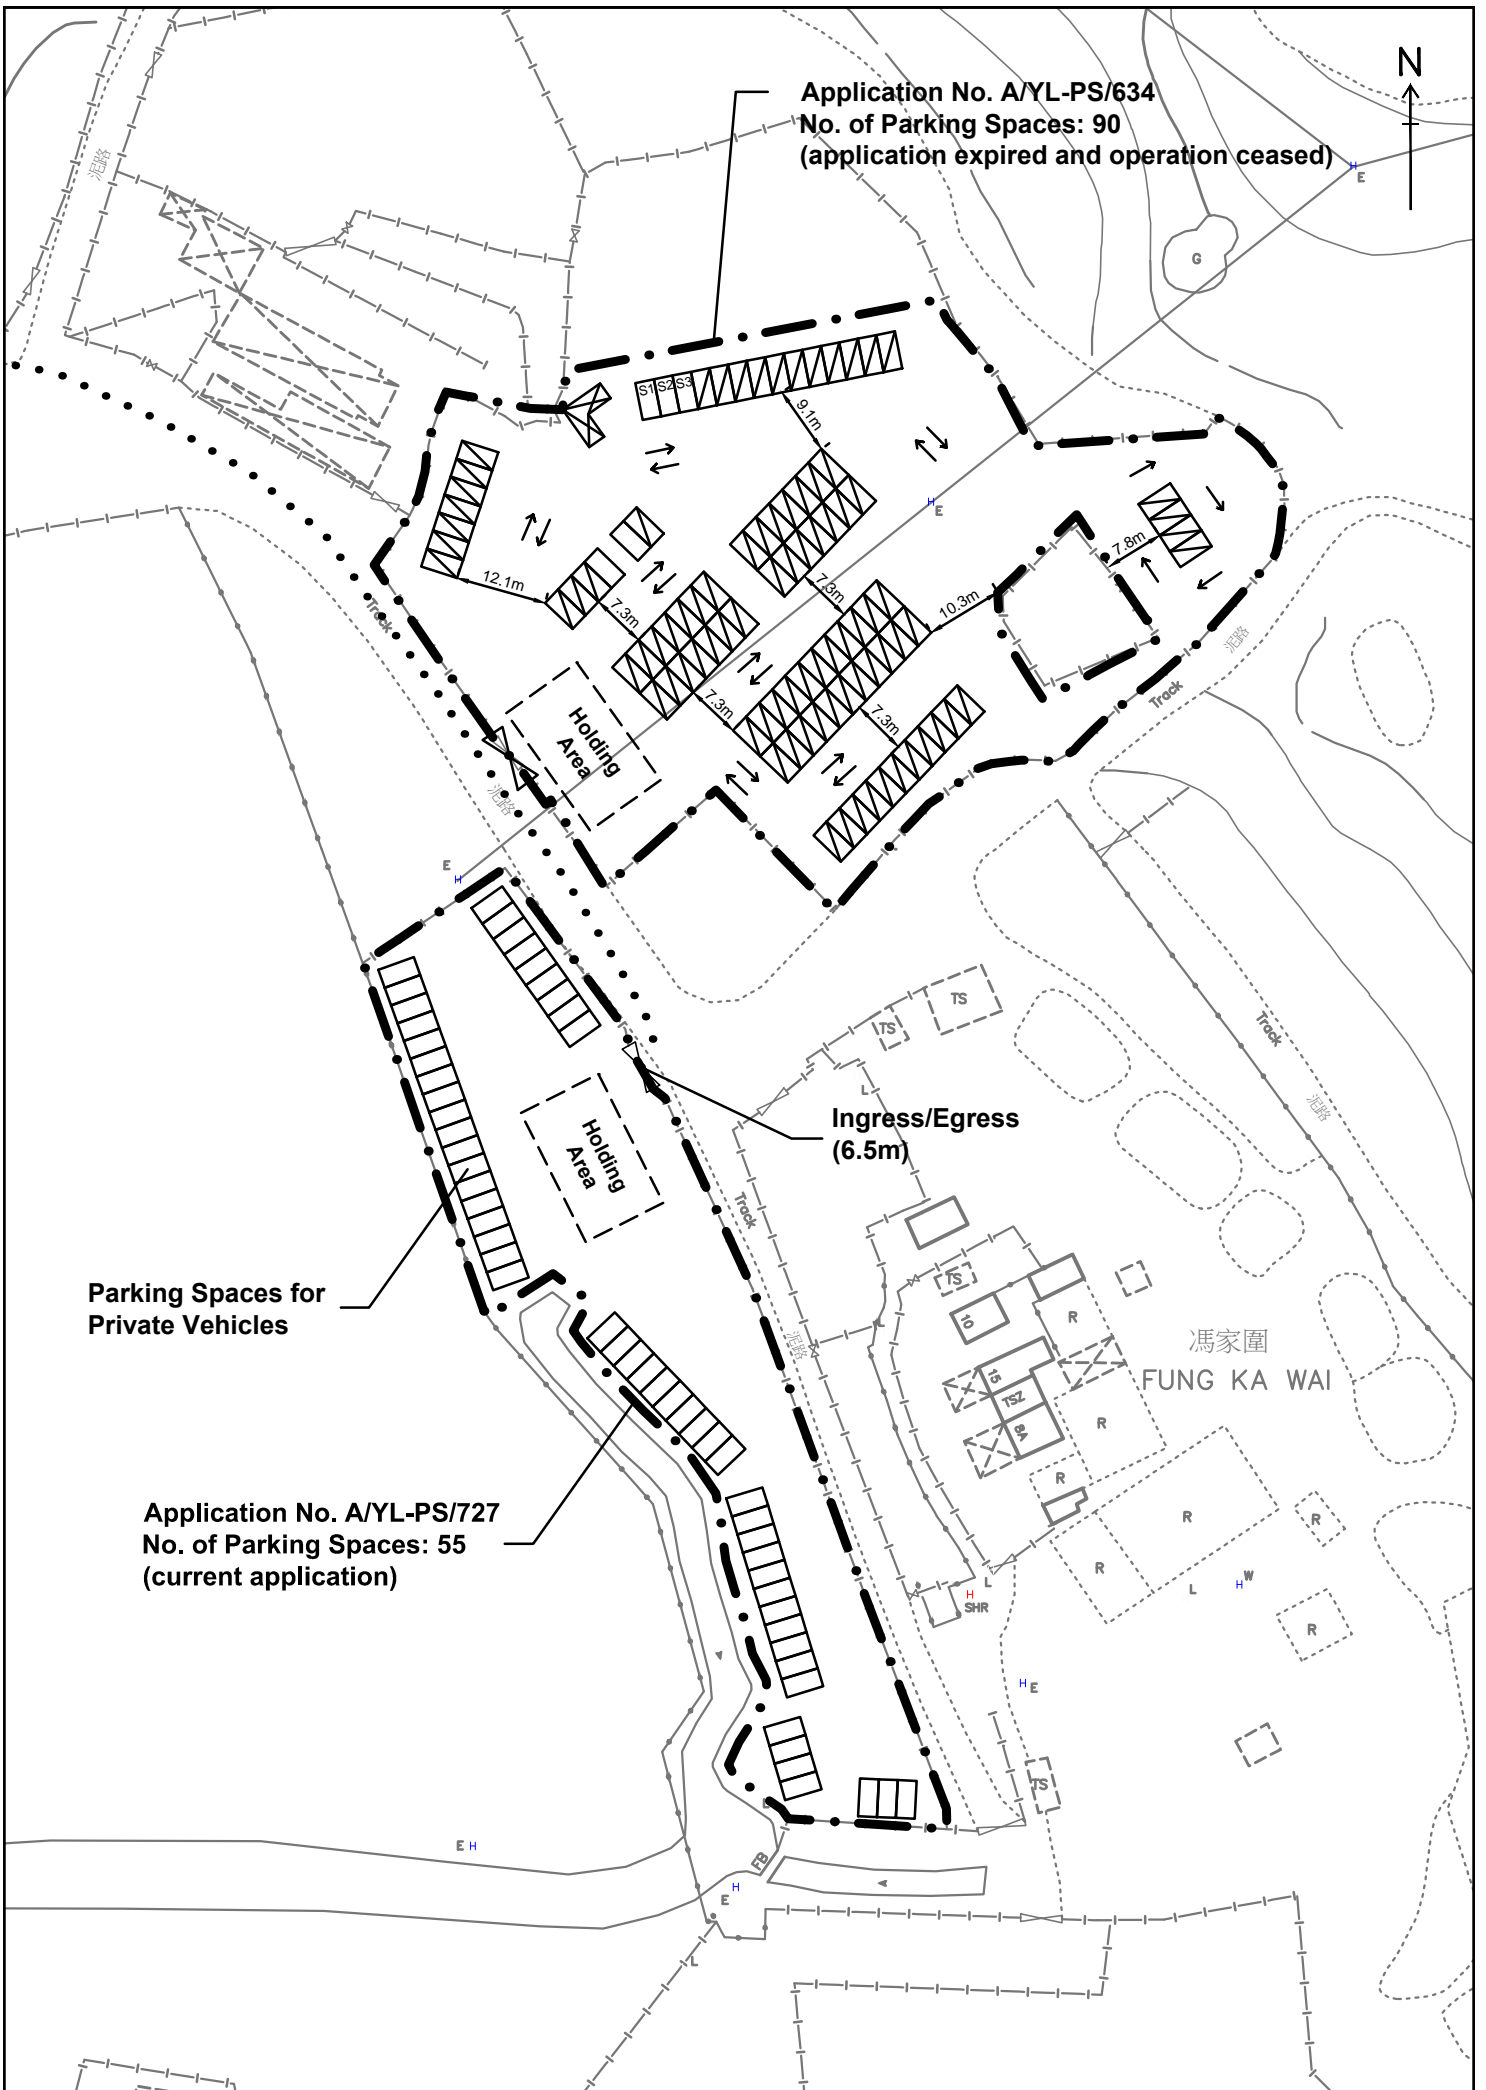 Application No. A/YL-PS/634
No. of Parking Spaces: 90
(application expired and operation ceased)
N
E
泥路
G
S1 S2 S3
9.1m
E
7.8m
12.1m
7.3m
7.3m
10.3m
Track
泥路
Track
7.3m
7.3m
Holding
Area
泥路
E
TS
TS
Track
L
泥路
Ingress/Egress
(6.5m)
Holding
Area
Track
TS
Parking Spaces for
Private Vehicles
10
R
L
泥路
馮家圍
FUNG KA WAI
15
TSZ
8A
R
R
Application No. A/YL-PS/727
No. of Parking Spaces: 55
(current application)
R
R
R
W
L
L
SHR
R
E
TS
L
E
FB
E
L